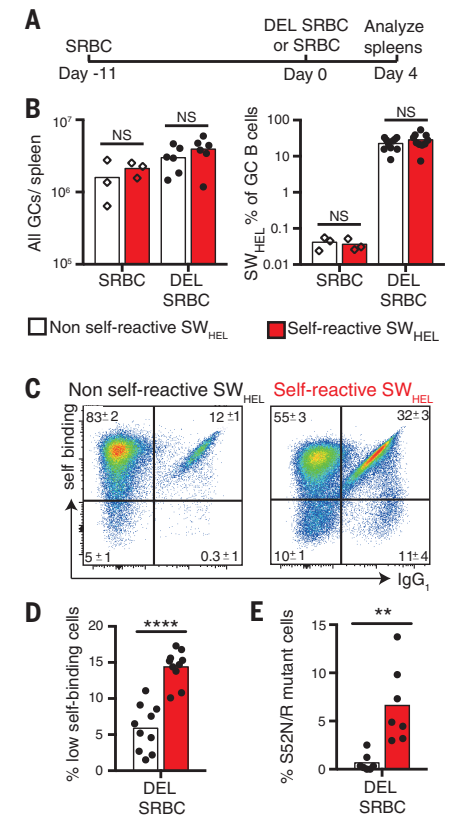 A
SRBC
DEL SRBC
or SRBC
Analyze
spleens
Day -11
Day 0
Day 4
B
All GCs/ spleen
10⁷
10⁶
10⁵
NS
NS
SRBC
DEL
SRBC
SW_HEL % of GC B cells
100
10
1
0.1
0.01
NS
NS
SRBC
DEL
SRBC
Non self-reactive SW_HEL
Self-reactive SW_HEL
C
Non self-reactive SW_HEL
Self-reactive SW_HEL
self binding
83±2
12±1
5±1
0.3±1
55±3
32±3
10±1
11±4
IgG₁
D
% low self-binding cells
20
15
10
5
0
****
DEL
SRBC
E
% S52N/R mutant cells
15
10
5
0
**
DEL
SRBC